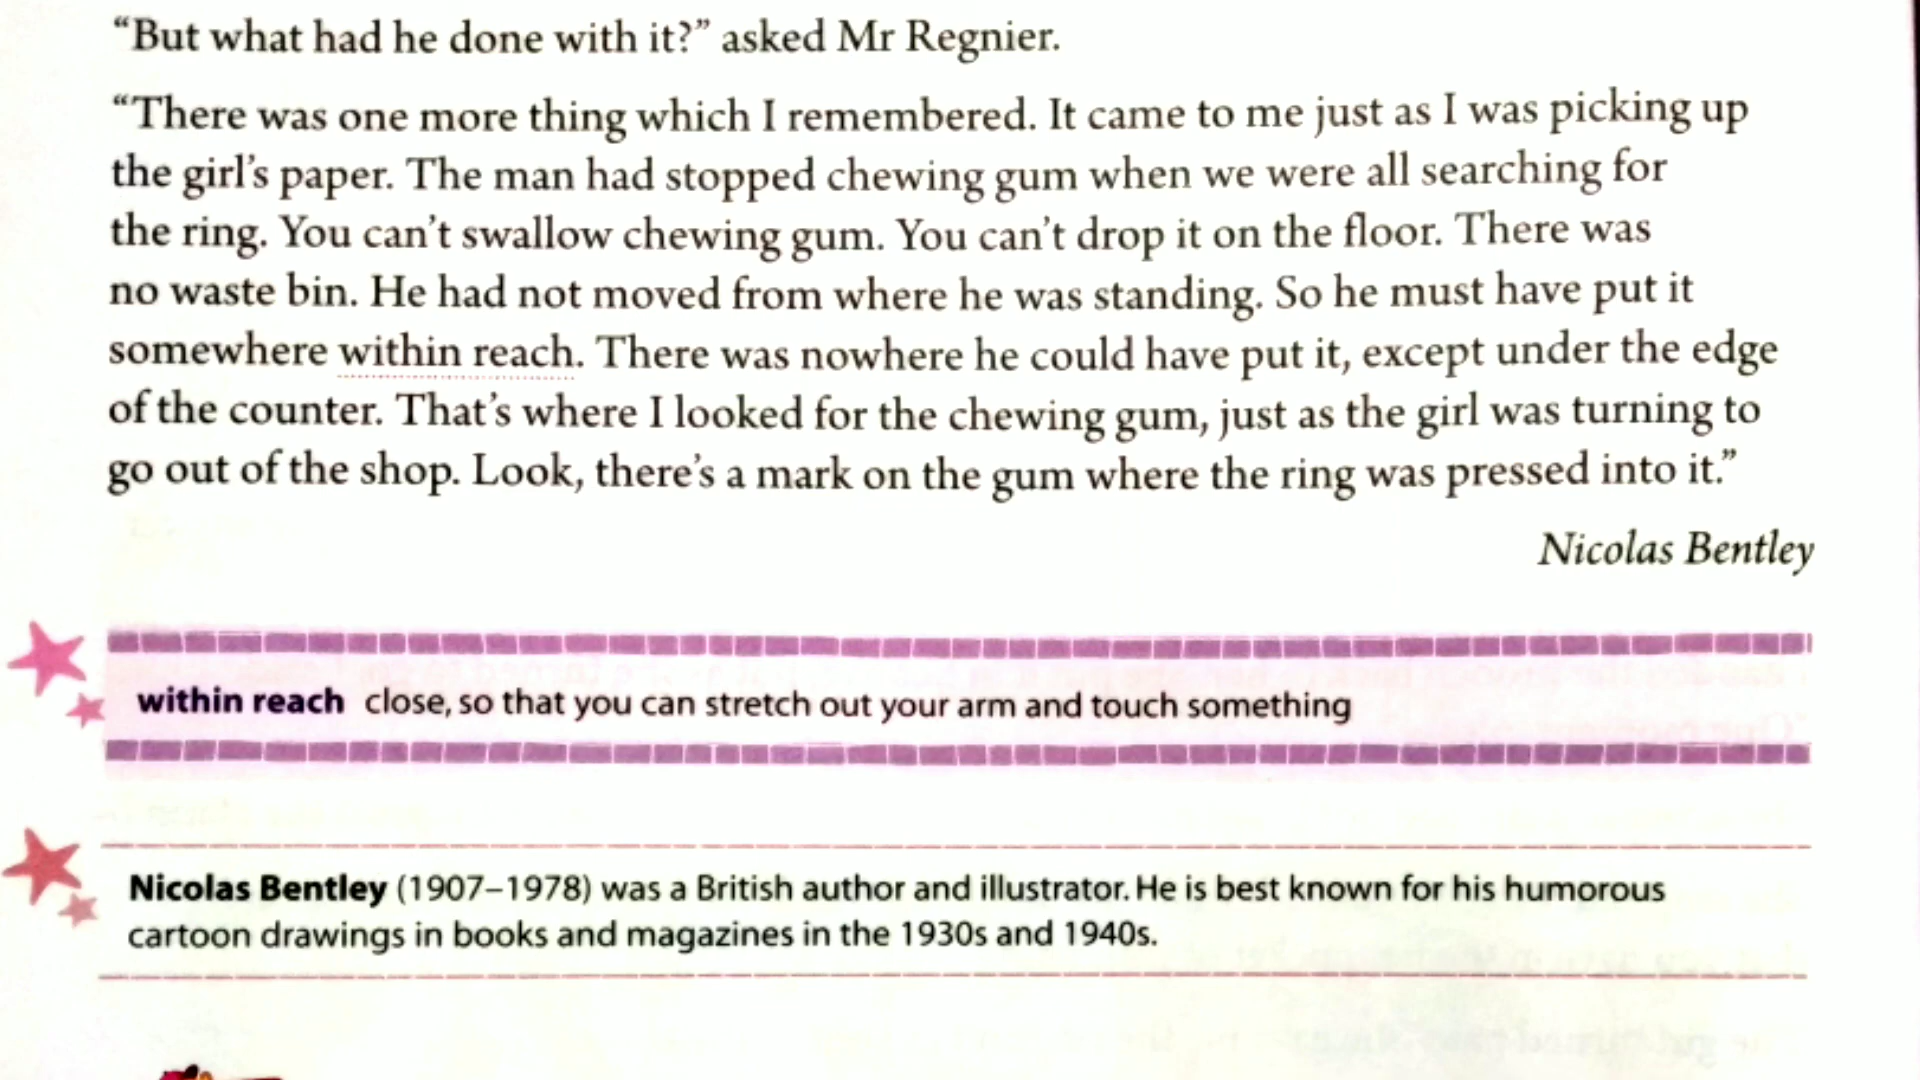 “But what had he done with it?” asked Mr Regnier.
“There was one more thing which I remembered. It came to me just as I was picking up
the girl’s paper. The man had stopped chewing gum when we were all searching for
the ring. You can’t swallow chewing gum. You can’t drop it on the floor. There was
no waste bin. He had not moved from where he was standing. So he must have put it
somewhere within reach. There was nowhere he could have put it, except under the edge
of the counter. That’s where I looked for the chewing gum, just as the girl was turning to
go out of the shop. Look, there’s a mark on the gum where the ring was pressed into it.”
Nicolas Bentley
within reach close, so that you can stretch out your arm and touch something
Nicolas Bentley (1907–1978) was a British author and illustrator. He is best known for his humorous
cartoon drawings in books and magazines in the 1930s and 1940s.